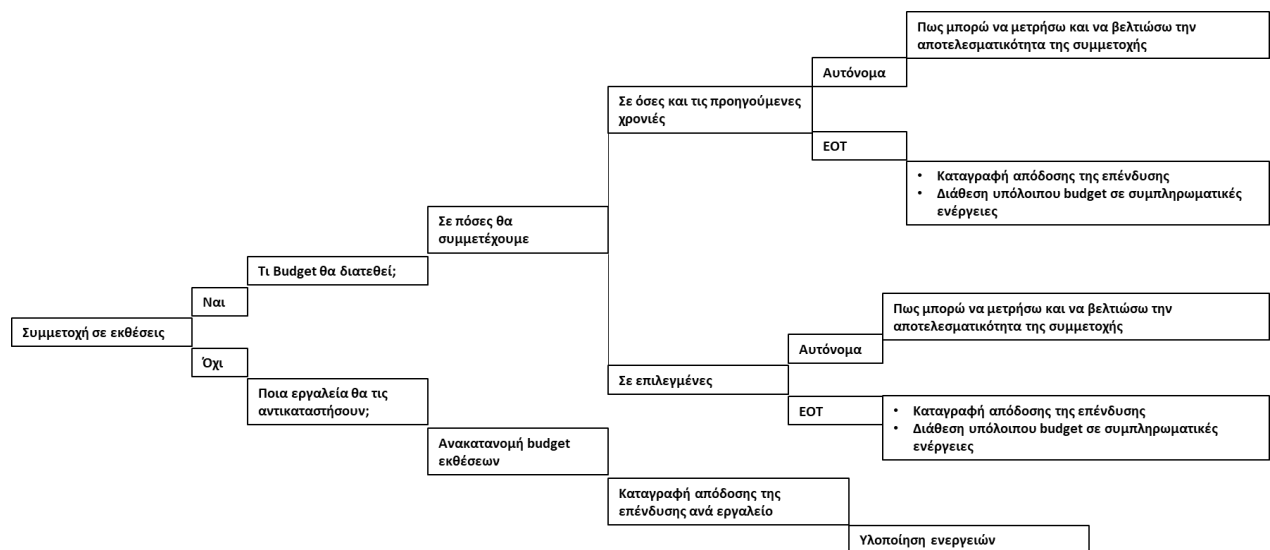 Πως μπορώ να μετρήσω και να βελτιώσω την
αποτελεσματικότητα της συμμετοχής
Αυτόνομα
Σε όσες και τις προηγούμενες
χρονιές
ΕΟΤ
• Καταγραφή απόδοσης της επένδυσης
• Διάθεση υπόλοιπου budget σε συμπληρωματικές
ενέργειες
Σε πόσες θα
συμμετέχουμε
Τι Budget θα διατεθεί;
Ναι
Συμμετοχή σε εκθέσεις
Όχι
Ποια εργαλεία θα τις
αντικαταστήσουν;
Πως μπορώ να μετρήσω και να βελτιώσω την
αποτελεσματικότητα της συμμετοχής
Αυτόνομα
Σε επιλεγμένες
ΕΟΤ
• Καταγραφή απόδοσης της επένδυσης
• Διάθεση υπόλοιπου budget σε συμπληρωματικές
ενέργειες
Ανακατανομή budget
εκθέσεων
Καταγραφή απόδοσης της
επένδυσης ανά εργαλείο
Υλοποίηση ενεργειών